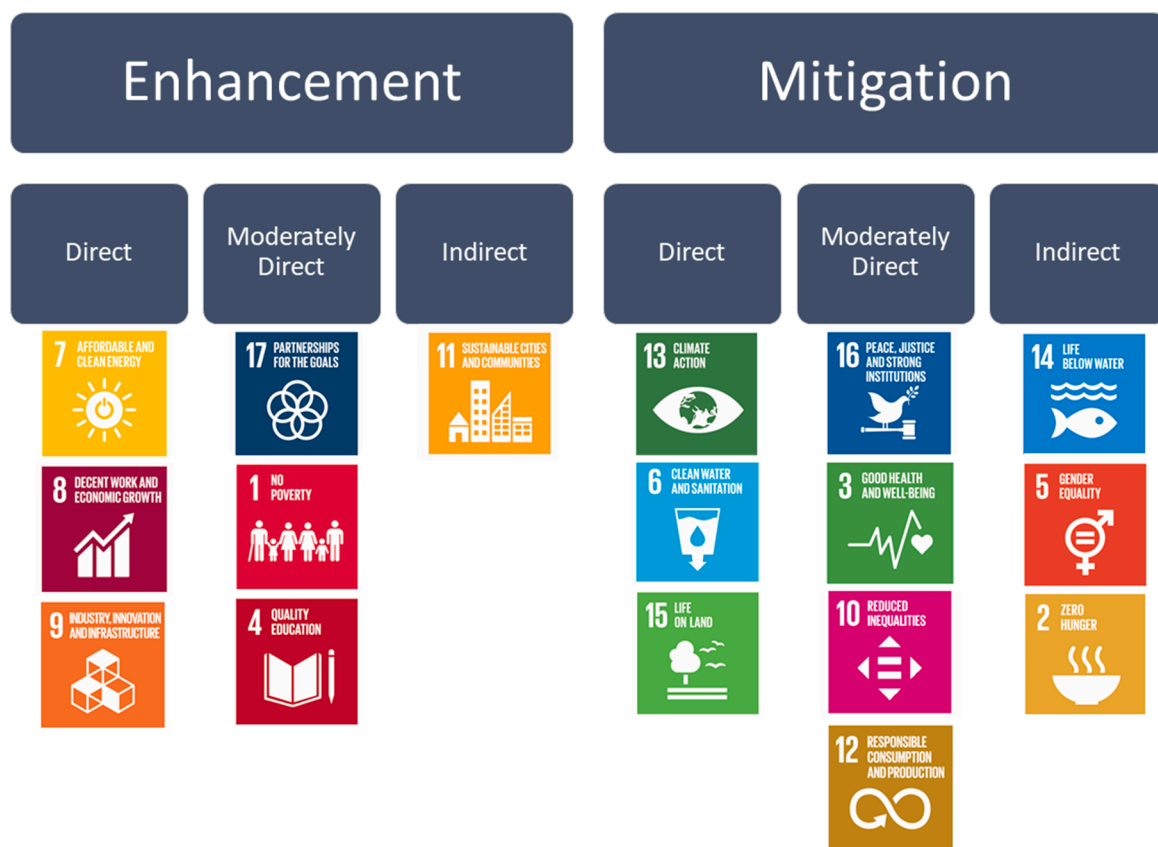 Enhancement
Mitigation
Direct
Moderately
Direct
Indirect
Direct
Moderately
Direct
Indirect
7 AFFORDABLE AND
CLEAN ENERGY
8 DECENT WORK AND
ECONOMIC GROWTH
9 INDUSTRY, INNOVATION
AND INFRASTRUCTURE
17 PARTNERSHIPS
FOR THE GOALS
1 NO
POVERTY
4 QUALITY
EDUCATION
11 SUSTAINABLE CITIES
AND COMMUNITIES
13 CLIMATE
ACTION
6 CLEAN WATER
AND SANITATION
15 LIFE
ON LAND
16 PEACE, JUSTICE
AND STRONG
INSTITUTIONS
3 GOOD HEALTH
AND WELL-BEING
10 REDUCED
INEQUALITIES
12 RESPONSIBLE
CONSUMPTION
AND PRODUCTION
14 LIFE
BELOW WATER
5 GENDER
EQUALITY
2 ZERO
HUNGER